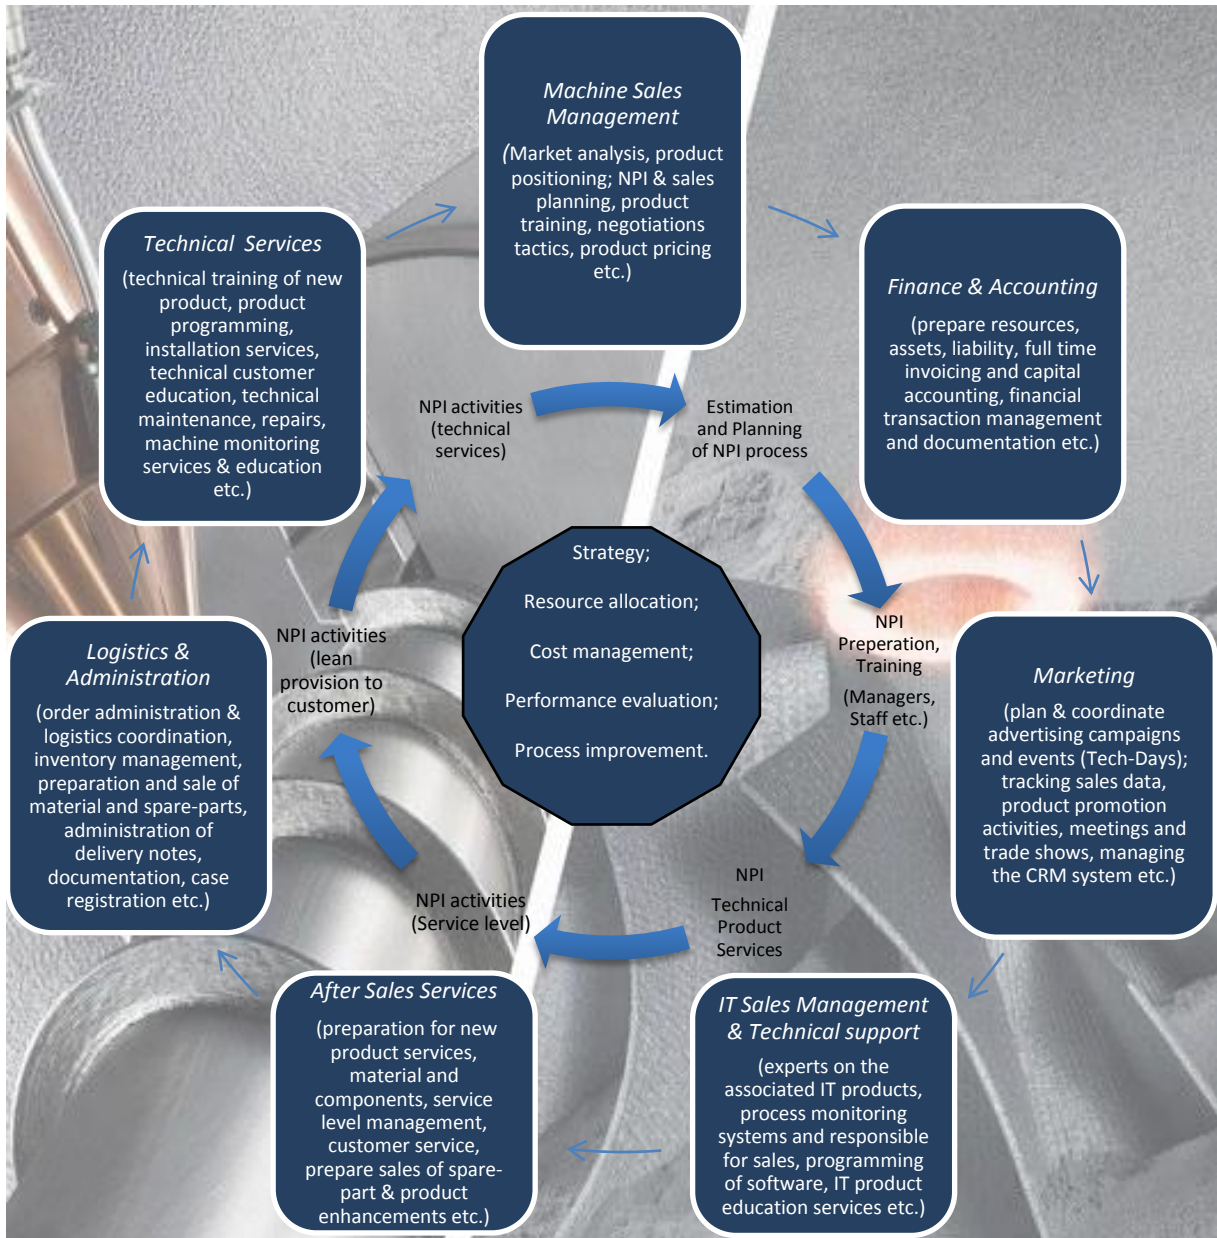 Machine Sales
Management
(Market analysis, product
positioning; NPI & sales
planning, product
training, negotiations
tactics, product pricing
etc.)
Technical Services
(technical training of new
product, product
programming,
installation services,
technical customer
education, technical
maintenance, repairs,
machine monitoring
services & education
etc.)
Finance & Accounting
(prepare resources,
assets, liability, full time
invoicing and capital
accounting, financial
transaction management
and documentation etc.)
NPI activities
(technical
services)
Estimation
and Planning
of NPI process
Strategy;
Resource allocation;
Cost management;
Performance evaluation;
Process improvement.
Logistics &
Administration
(order administration &
logistics coordination,
inventory management,
preparation and sale of
material and spare-parts,
administration of
delivery notes,
documentation, case
registration etc.)
NPI activities
(lean
provision to
customer)
NPI
Preperation,
Training
(Managers,
Staff etc.)
Marketing
(plan & coordinate
advertising campaigns
and events (Tech-Days);
tracking sales data,
product promotion
activities, meetings and
trade shows, managing
the CRM system etc.)
NPI activities
(Service level)
NPI
Technical
Product
Services
After Sales Services
(preparation for new
product services,
material and
components, service
level management,
customer service,
prepare sales of spare-
part & product
enhancements etc.)
IT Sales Management
& Technical support
(experts on the
associated IT products,
process monitoring
systems and responsible
for sales, programming
of software, IT product
education services etc.)